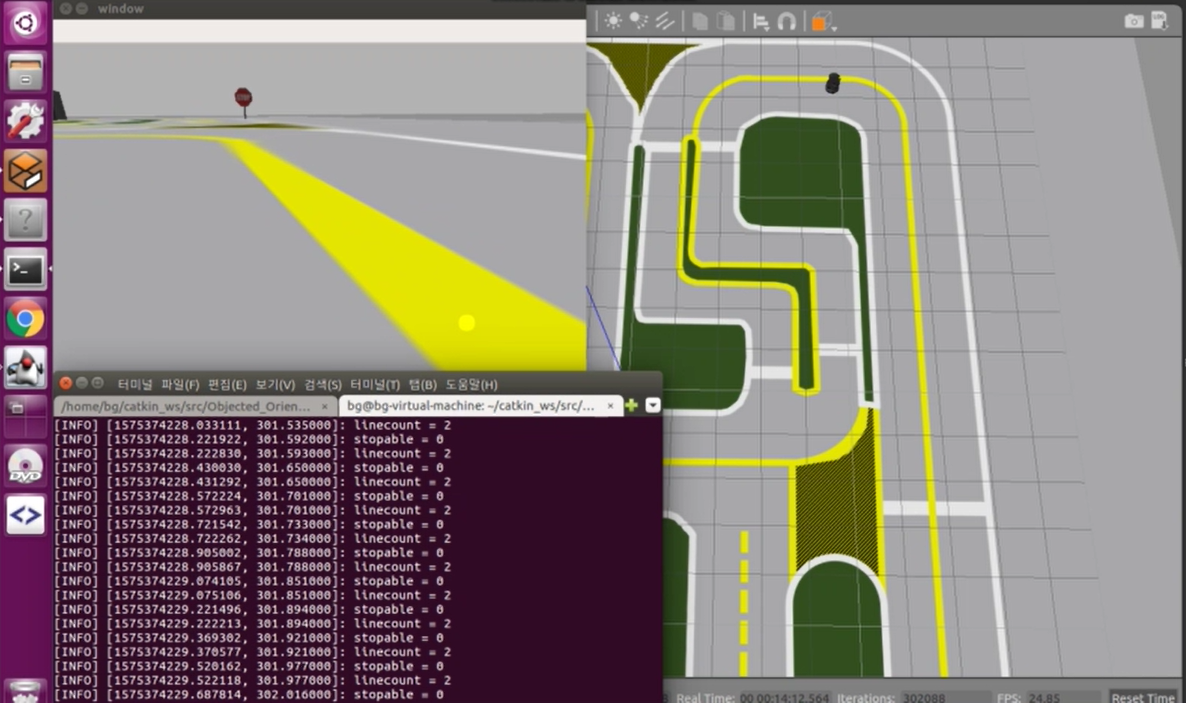 window
STOP
터미널 파일(F) 편집(E) 보기(V) 검색(S) 터미널(T) 탭(B) 도움말(H)
/home/bg/catkin_ws/src/Objected_Orien...
bg@bg-virtual-machine: ~/catkin_ws/src/...
[INFO] [1575374228.033111, 301.535000]: linecount = 2
[INFO] [1575374228.221922, 301.592000]: stopable = 0
[INFO] [1575374228.222830, 301.593000]: linecount = 2
[INFO] [1575374228.430030, 301.650000]: stopable = 0
[INFO] [1575374228.431292, 301.650000]: linecount = 2
[INFO] [1575374228.572224, 301.701000]: stopable = 0
[INFO] [1575374228.572963, 301.701000]: linecount = 2
[INFO] [1575374228.721542, 301.733000]: stopable = 0
[INFO] [1575374228.722262, 301.734000]: linecount = 2
[INFO] [1575374228.905002, 301.788000]: stopable = 0
[INFO] [1575374228.905867, 301.788000]: linecount = 2
[INFO] [1575374229.074105, 301.851000]: stopable = 0
[INFO] [1575374229.075106, 301.851000]: linecount = 2
[INFO] [1575374229.221496, 301.894000]: stopable = 0
[INFO] [1575374229.222213, 301.894000]: linecount = 2
[INFO] [1575374229.369302, 301.921000]: stopable = 0
[INFO] [1575374229.370577, 301.921000]: linecount = 2
[INFO] [1575374229.520162, 301.977000]: stopable = 0
[INFO] [1575374229.522118, 301.977000]: linecount = 2
[INFO] [1575374229.687814, 302.016000]: stopable = 0
Real Time: 00 00:14:12.564 Iterations: 302088 FPS: 24.85 Reset Time